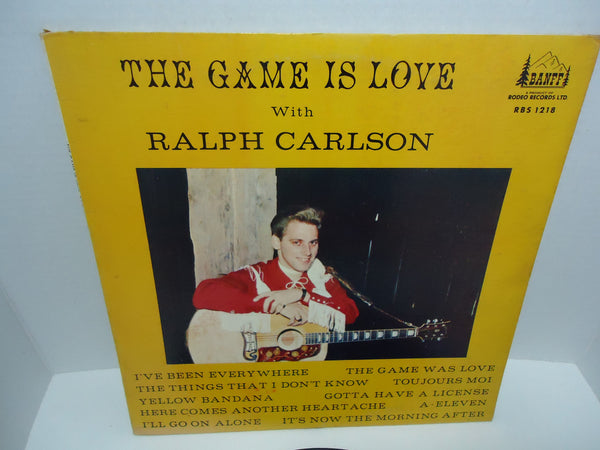 THE GAME IS LOVE
With
RALPH CARLSON
BANFF
A PRODUCT OF
RODEO RECORDS LTD.
RBS 1218
I'VE BEEN EVERYWHERE THE GAME WAS LOVE
THE THINGS THAT I DON'T KNOW TOUJOURS MOI
YELLOW BANDANA GOTTA HAVE A LICENSE
HERE COMES ANOTHER HEARTACHE A-ELEVEN
I'LL GO ON ALONE IT'S NOW THE MORNING AFTER